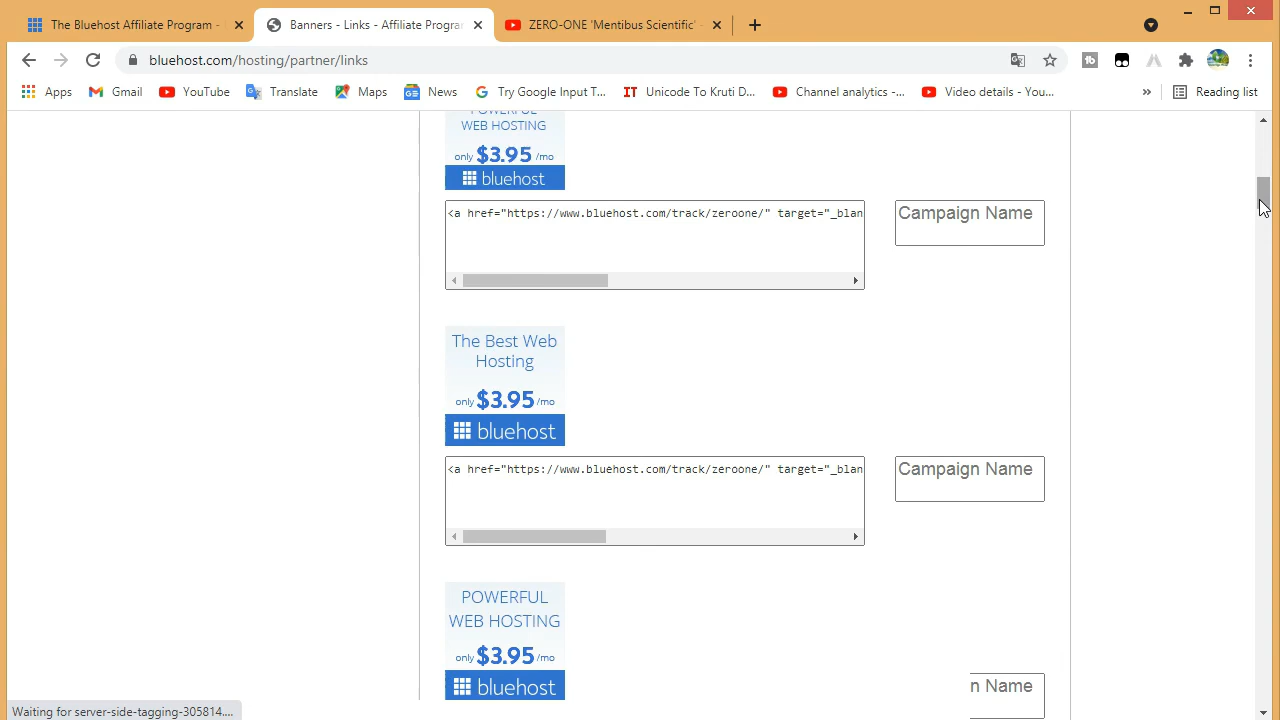 The Bluehost Affiliate Program -
Banners - Links - Affiliate Progra
ZERO-ONE 'Mentibus Scientific' -
bluehost.com/hosting/partner/links
Apps
Gmail
YouTube
Translate
Maps
News
Try Google Input T...
Unicode To Kruti D...
Channel analytics -...
Video details - You...
»
Reading list
POWERFUL
WEB HOSTING
only $3.95 /mo
bluehost
<a href="https://www.bluehost.com/track/zeroone/" target="_blan
Campaign Name
The Best Web
Hosting
only $3.95 /mo
bluehost
<a href="https://www.bluehost.com/track/zeroone/" target="_blan
Campaign Name
POWERFUL
WEB HOSTING
only $3.95 /mo
bluehost
n Name
Waiting for server-side-tagging-305814....